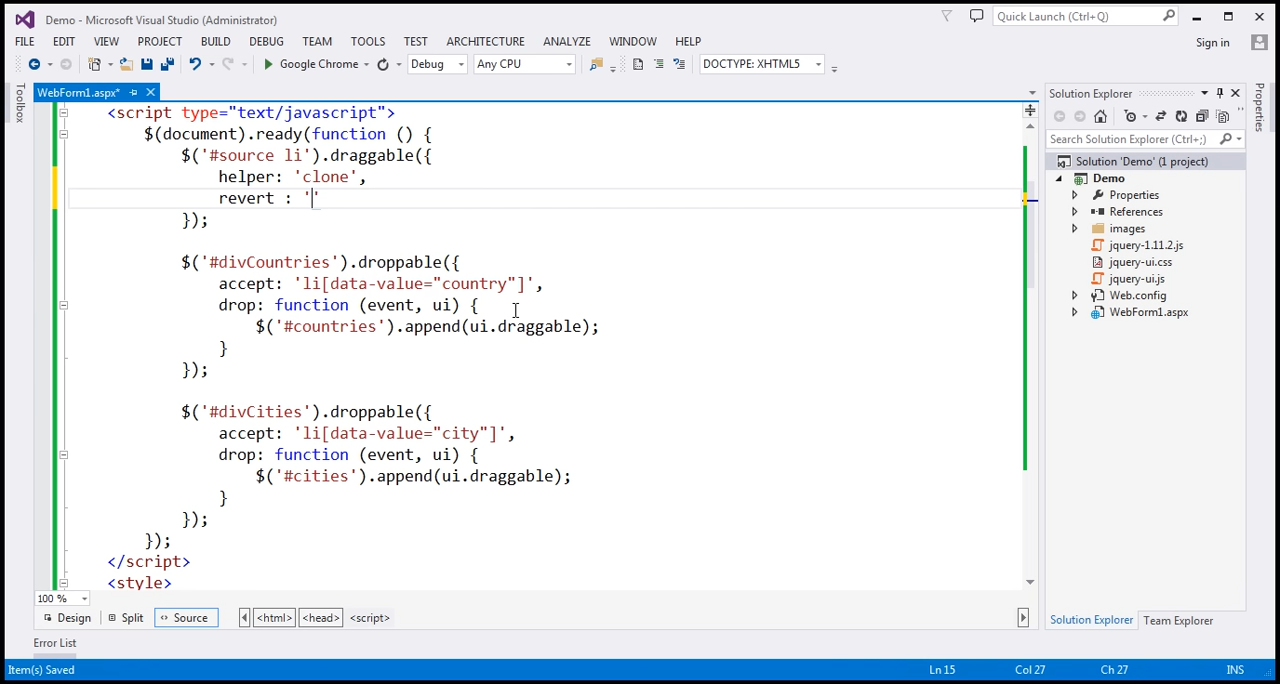 Demo - Microsoft Visual Studio (Administrator)
Quick Launch (Ctrl+Q)
FILE EDIT VIEW PROJECT BUILD DEBUG TEAM TOOLS TEST ARCHITECTURE ANALYZE WINDOW HELP
Sign in
Google Chrome Debug Any CPU DOCTYPE: XHTML5
Toolbox
WebForm1.aspx*
<script type="text/javascript">
$(document).ready(function () {
$('#source li').draggable({
helper: 'clone',
revert : ''
});
$('#divCountries').droppable({
accept: 'li[data-value="country"]',
drop: function (event, ui) {
$('#countries').append(ui.draggable);
}
});
$('#divCities').droppable({
accept: 'li[data-value="city"]',
drop: function (event, ui) {
$('#cities').append(ui.draggable);
}
});
});
</script>
<style>
100 %
Design Split Source <html> <head> <script>
Error List
Solution Explorer
Search Solution Explorer (Ctrl+;)
Solution 'Demo' (1 project)
Demo
Properties
References
images
jquery-1.11.2.js
jquery-ui.css
jquery-ui.js
Web.config
WebForm1.aspx
Solution Explorer Team Explorer
Properties
Item(s) Saved Ln 15 Col 27 Ch 27 INS